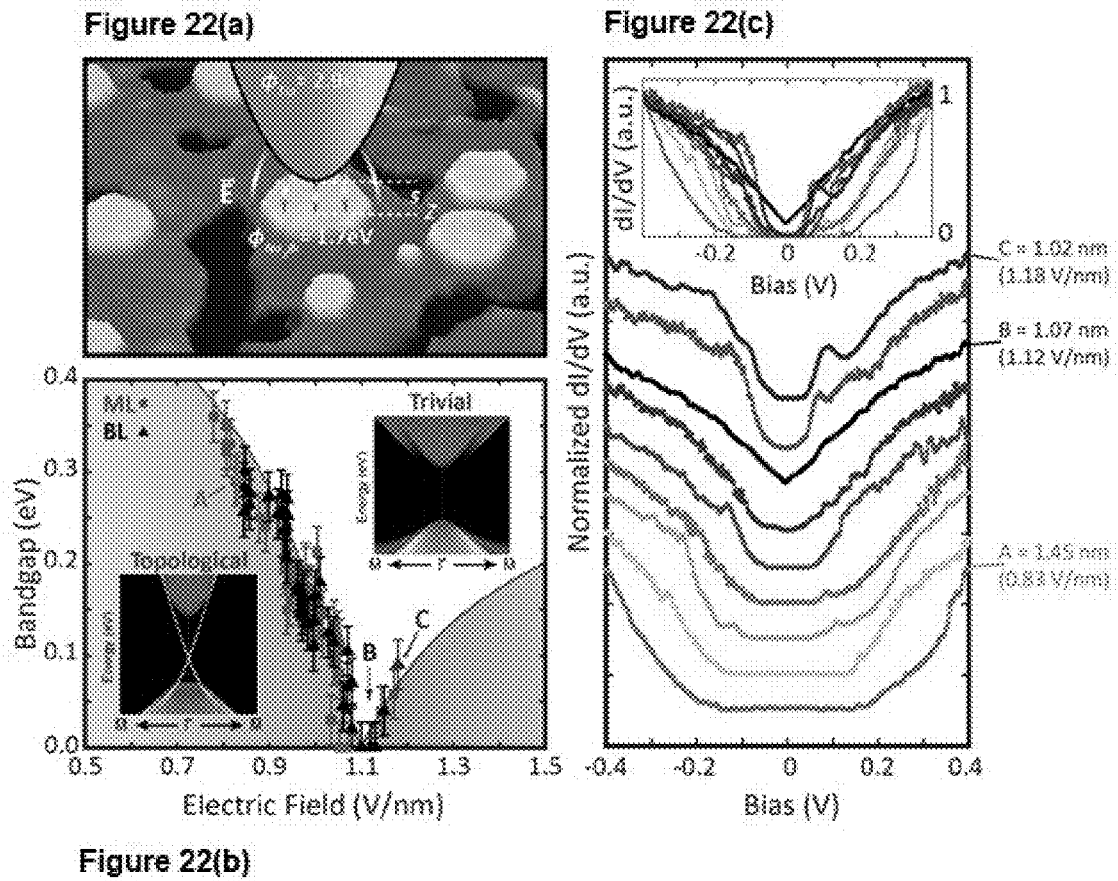 Figure 22(a)
E
S
z
Figure 22(b)
Bandgap (eV)
0.4
0.3
0.2
0.1
0.0
ML
BL
Trivial
Energy (eV)
Γ
Topological
Energy (eV)
Γ
A
B
C
0.5
0.7
0.9
1.1
1.3
1.5
Electric Field (V/nm)
Figure 22(c)
dI/dV (a.u.)
1
0
-0.2
0
0.2
Bias (V)
Normalized dI/dV (a.u.)
C = 1.02 nm
(1.18 V/nm)
B = 1.07 nm
(1.12 V/nm)
A = 1.45 nm
(0.83 V/nm)
-0.4
-0.2
0
0.2
0.4
Bias (V)